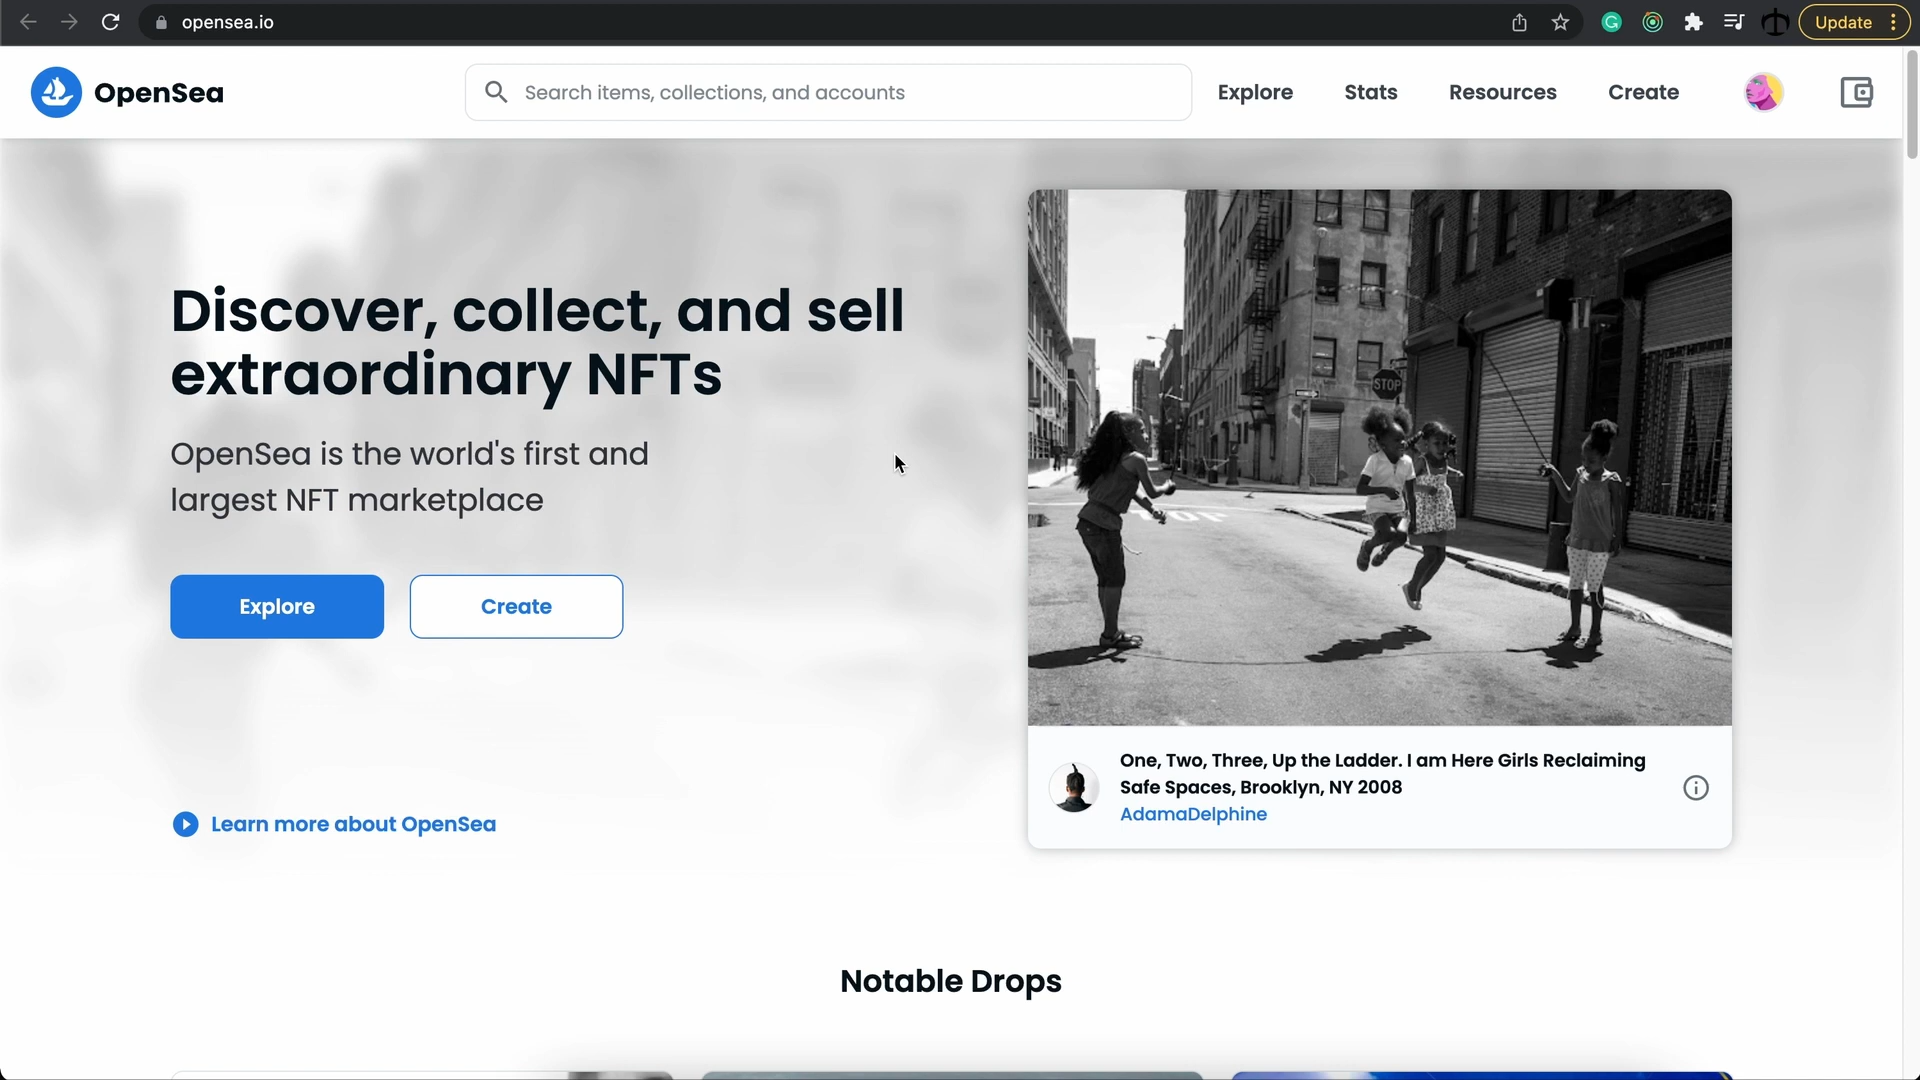 opensea.io
Update
OpenSea
Search items, collections, and accounts
Explore
Stats
Resources
Create
Discover, collect, and sell
extraordinary NFTs
OpenSea is the world's first and
largest NFT marketplace
Explore
Create
Learn more about OpenSea
STOP
One, Two, Three, Up the Ladder. I am Here Girls Reclaiming
Safe Spaces, Brooklyn, NY 2008
AdamaDelphine
Notable Drops